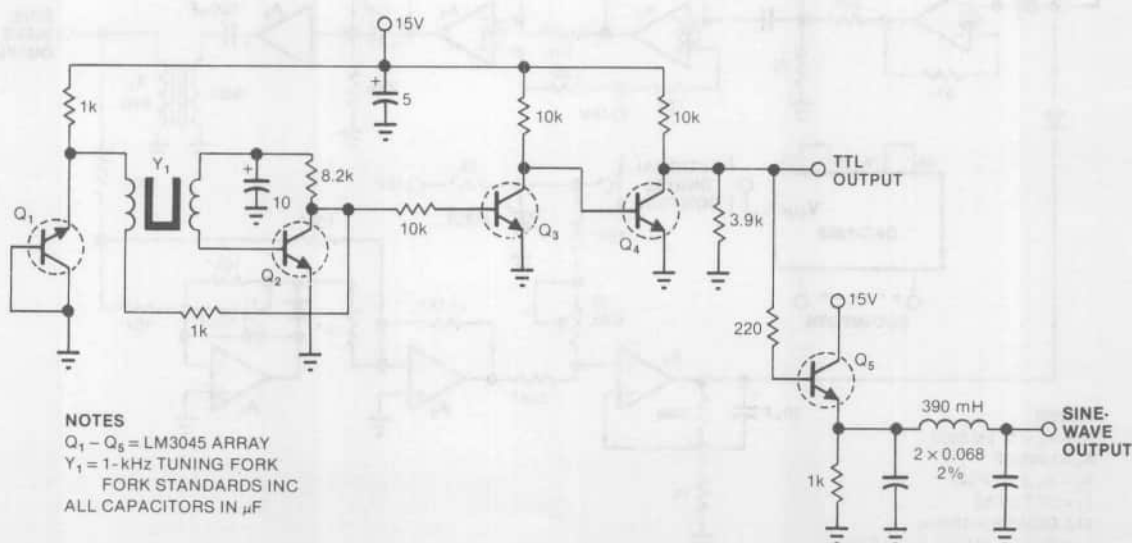 15V
1k
+
5
10k
10k
Y1
TTL
OUTPUT
+
10
8.2k
Q1
10k
Q3
Q4
3.9k
Q2
15V
1k
220
Q5
NOTES
Q1 – Q5 = LM3045 ARRAY
Y1 = 1-kHz TUNING FORK
FORK STANDARDS INC
ALL CAPACITORS IN μF
390 mH
SINE-
WAVE
OUTPUT
2 × 0.068
2%
1k